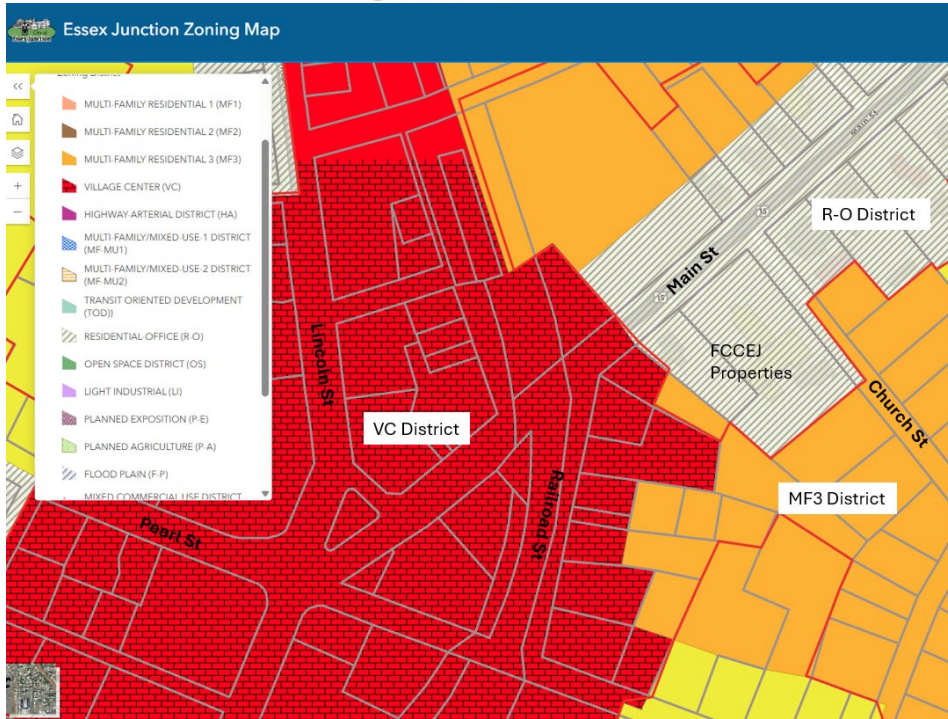 Essex Junction Zoning Map
Zoning District
MULTI-FAMILY RESIDENTIAL 1 (MF1)
MULTI-FAMILY RESIDENTIAL 2 (MF2)
MULTI-FAMILY RESIDENTIAL 3 (MF3)
VILLAGE CENTER (VC)
HIGHWAY-ARTERIAL DISTRICT (HA)
MULTI-FAMILY/MIXED-USE-1 DISTRICT
(MF-MU1)
MULTI-FAMILY/MIXED-USE-2 DISTRICT
(MF-MU2)
TRANSIT ORIENTED DEVELOPMENT
(TOD))
RESIDENTIAL-OFFICE (R-O)
OPEN SPACE DISTRICT (OS)
LIGHT INDUSTRIAL (LI)
PLANNED EXPOSITION (P-E)
PLANNED AGRICULTURE (P-A)
FLOOD PLAIN (F-P)
MIXED COMMERCIAL USE DISTRICT
Main St
15
R-O District
Main St
15
FCCEJ
Properties
Church St
Lincoln St
VC District
Railroad St
MF3 District
Pearl St